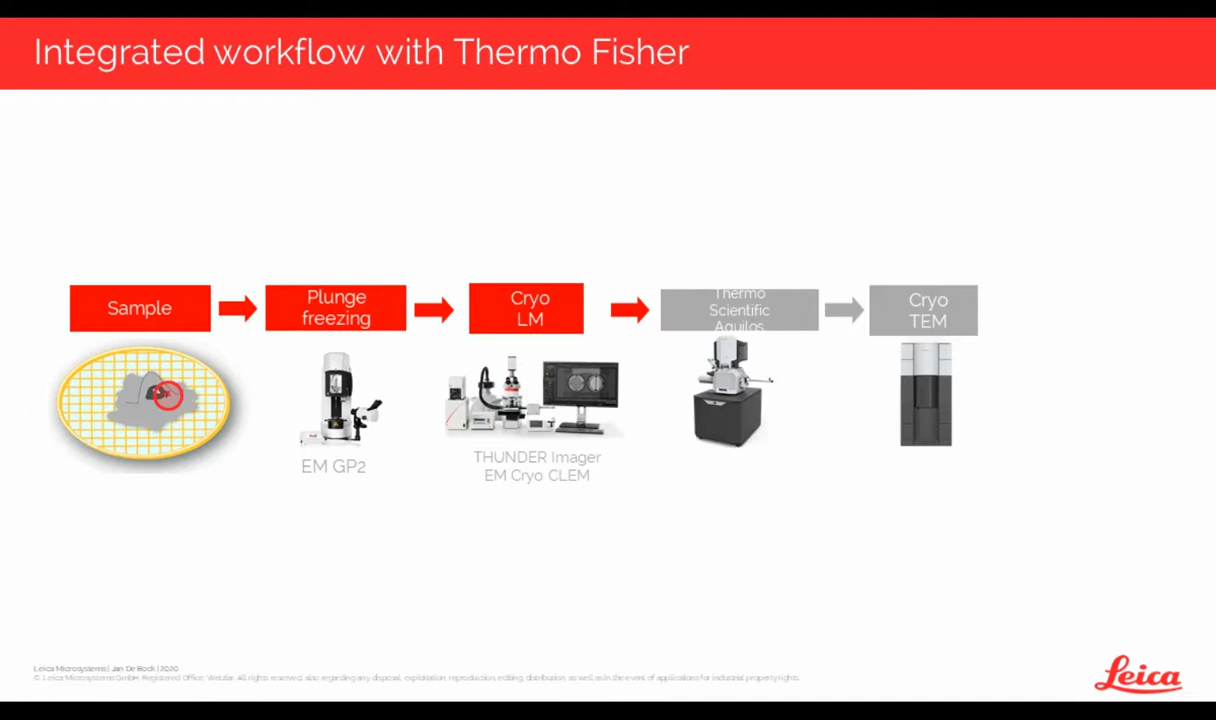 Integrated workflow with Thermo Fisher
Sample
Plunge
freezing
Cryo
LM
Thermo
Scientific
Aquilos
Cryo
TEM
EM GP2
THUNDER Imager
EM Cryo CLEM
Leica Microsystems | Jan De Bock | 2020
© Leica Microsystems GmbH, Registered Office: Wetzlar. All rights reserved, also regarding any disposal, exploitation, reproduction, editing, distribution, as well as in the event of applications for industrial property rights.
Leica